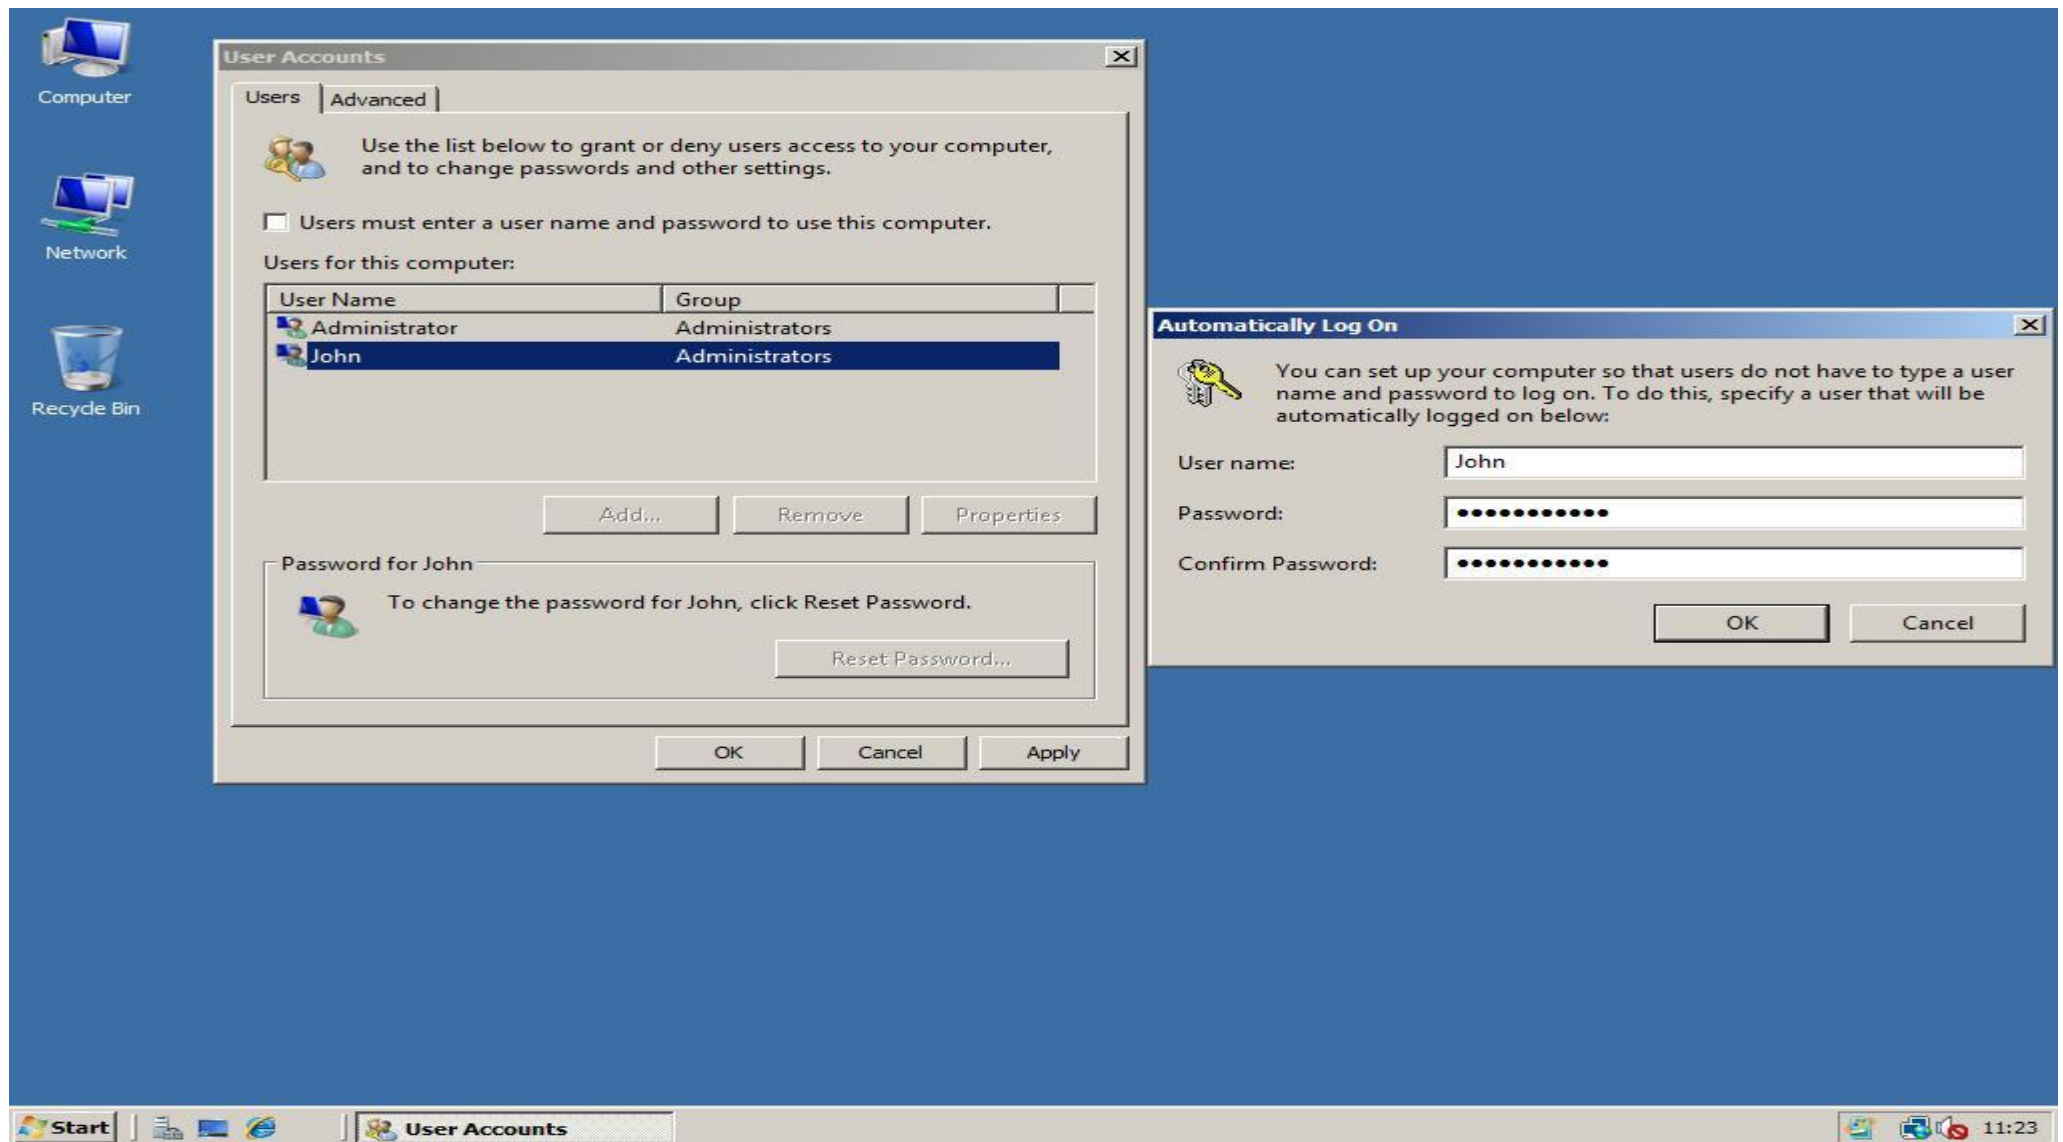 Computer
Network
Recycle Bin
User Accounts
Users
Advanced
Use the list below to grant or deny users access to your computer,
and to change passwords and other settings.
Users must enter a user name and password to use this computer.
Users for this computer:
User Name Group
Administrator Administrators
John Administrators
Add... Remove Properties
Password for John
To change the password for John, click Reset Password.
Reset Password...
OK Cancel Apply
Automatically Log On
You can set up your computer so that users do not have to type a user
name and password to log on. To do this, specify a user that will be
automatically logged on below:
User name: John
Password: •••••••••••
Confirm Password: •••••••••••
OK Cancel
Start
User Accounts
11:23